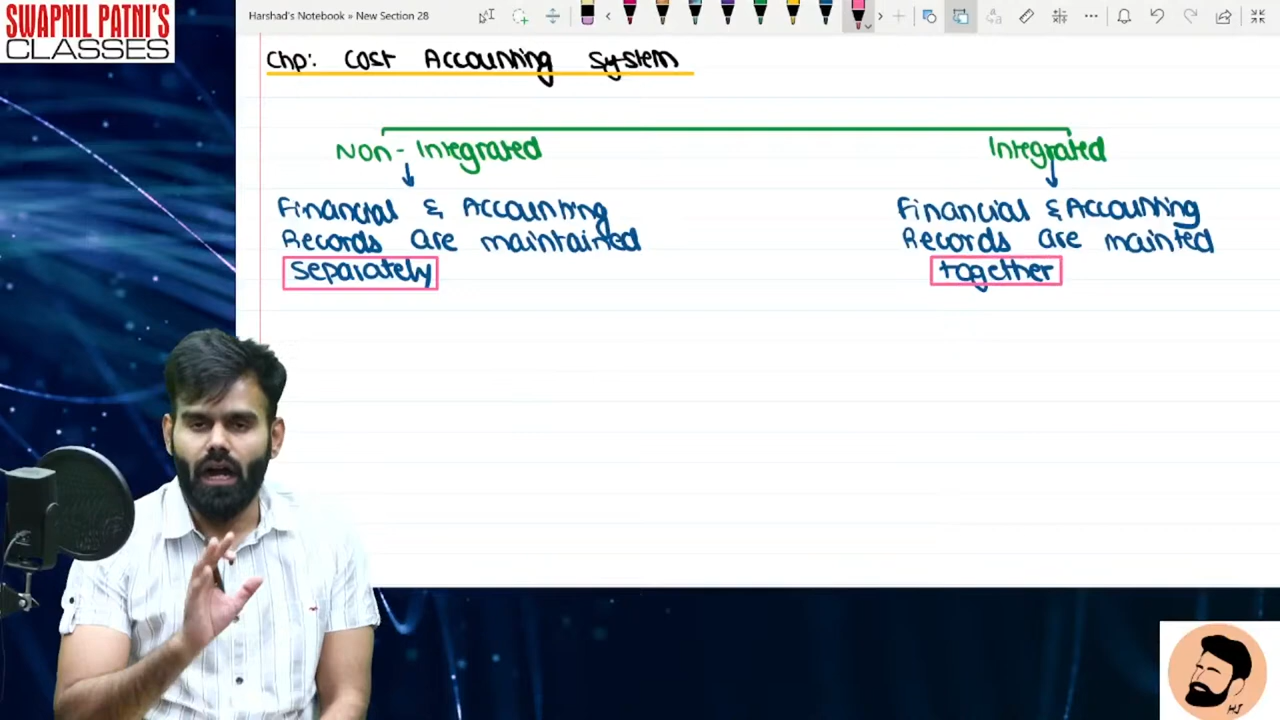 SWAPNIL PATNI'S
CLASSES
Harshad's Notebook » New Section 28
Chp: Cost Accounting System
Non-Integrated
Integrated
Financial & Accounting
Records are maintained
separately
Financial & Accounting
Records are mainted
together
HJ